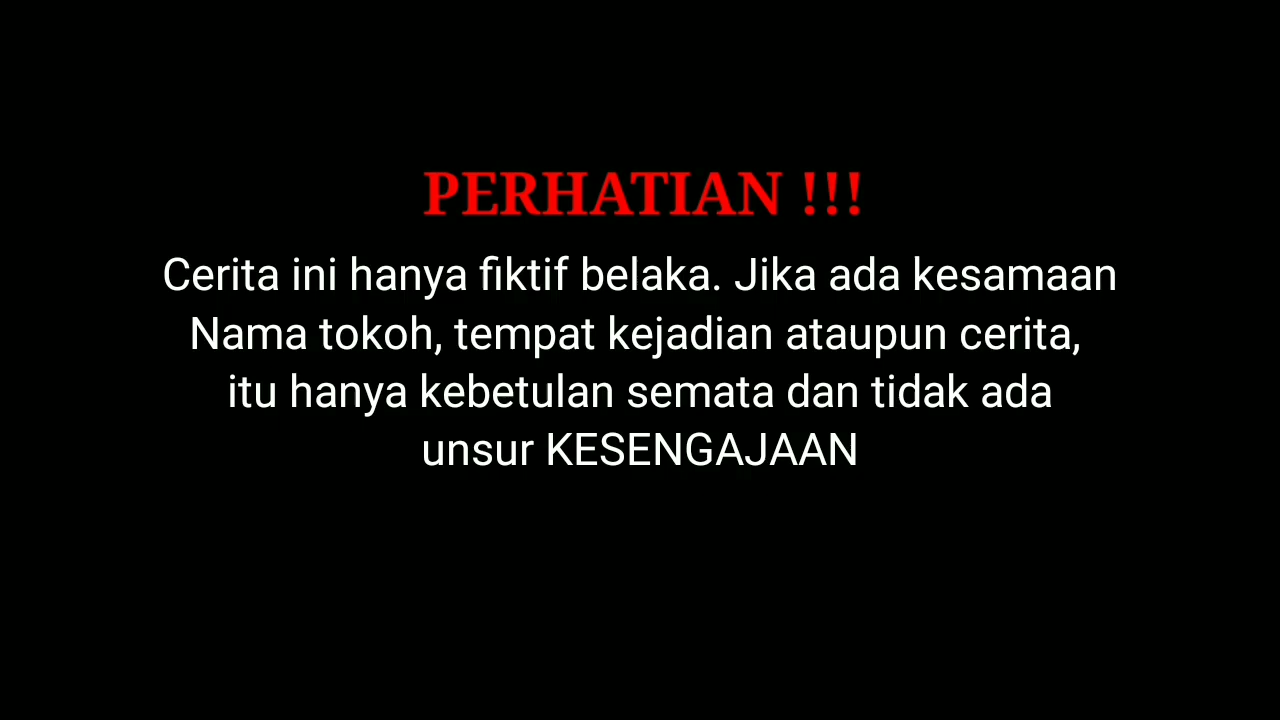 PERHATIAN !!!
Cerita ini hanya fiktif belaka. Jika ada kesamaan
Nama tokoh, tempat kejadian ataupun cerita,
itu hanya kebetulan semata dan tidak ada
unsur KESENGAJAAN